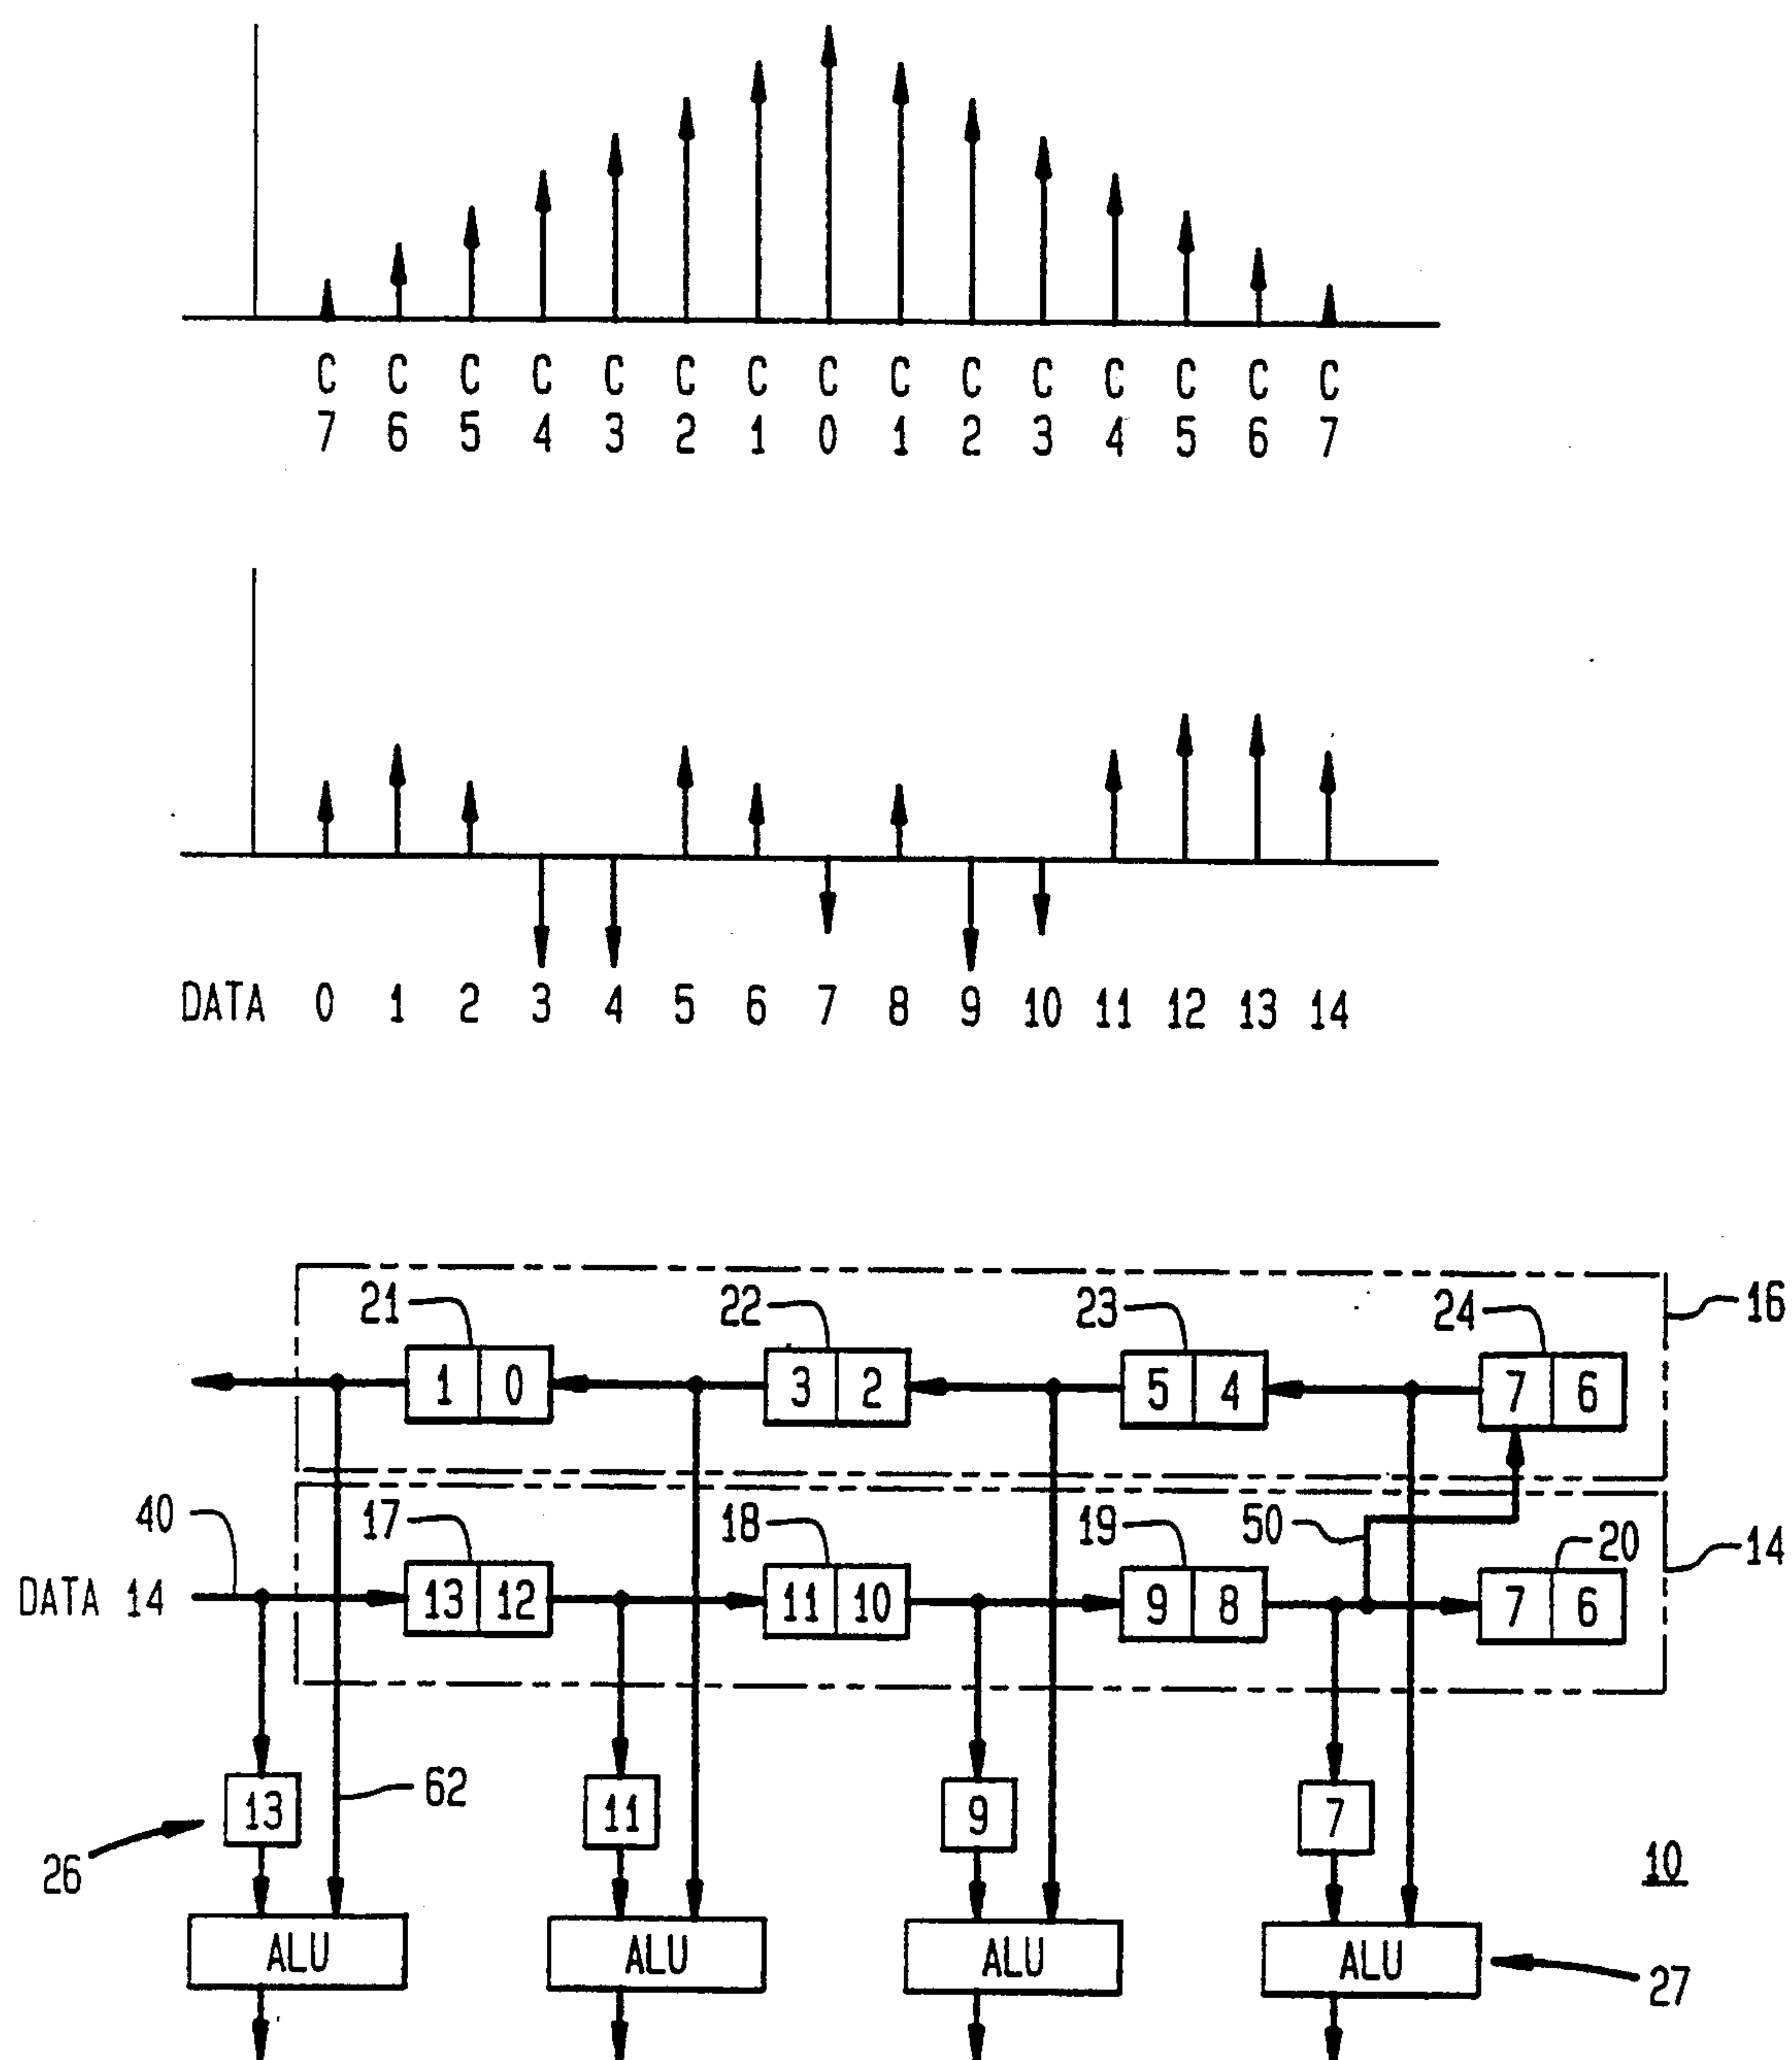 C C C C C C C C C C C C C C C
7 6 5 4 3 2 1 0 1 2 3 4 5 6 7
DATA 0 1 2 3 4 5 6 7 8 9 10 11 12 13 14
21 22 23 24 16
1 0 3 2 5 4 7 6
40 17 18 19 50 20 14
DATA 14 13 12 11 10 9 8 7 6
13 62 11 9 7
26 10
ALU ALU ALU ALU
27